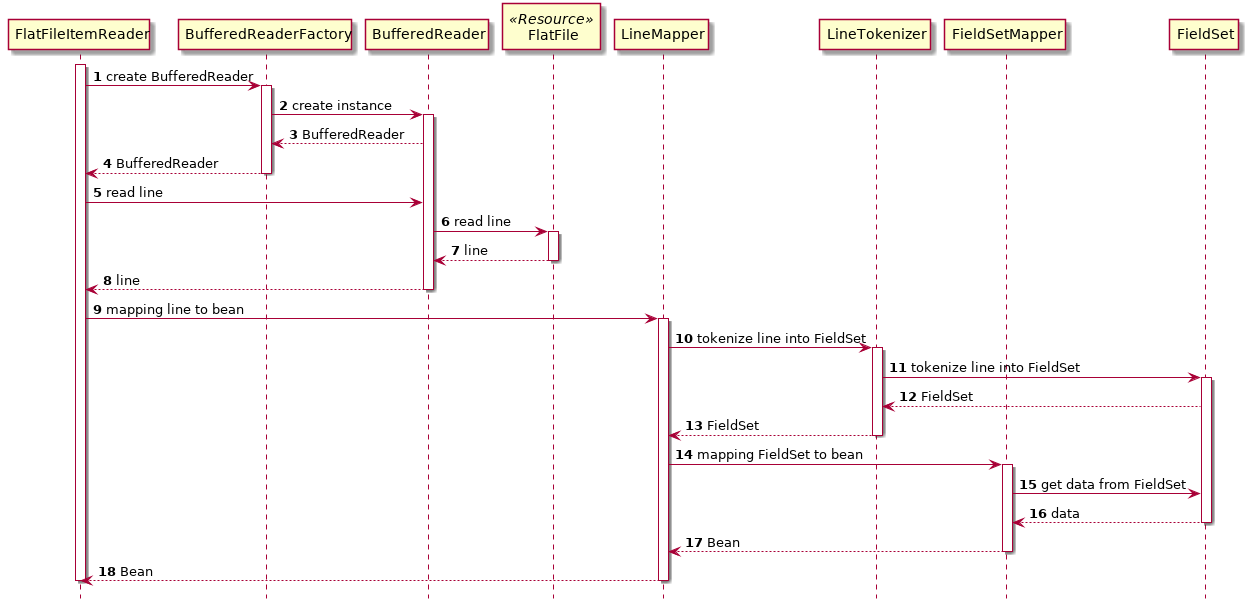 «Resource»
FlatFileItemReader BufferedReaderFactory BufferedReader FlatFile LineMapper LineTokenizer FieldSetMapper FieldSet
1 create BufferedReader
2 create instance
3 BufferedReader
4 BufferedReader
5 read line
6 read line
7 line
8 line
9 mapping line to bean
10 tokenize line into FieldSet
11 tokenize line into FieldSet
12 FieldSet
13 FieldSet
14 mapping FieldSet to bean
15 get data from FieldSet
16 data
17 Bean
18 Bean